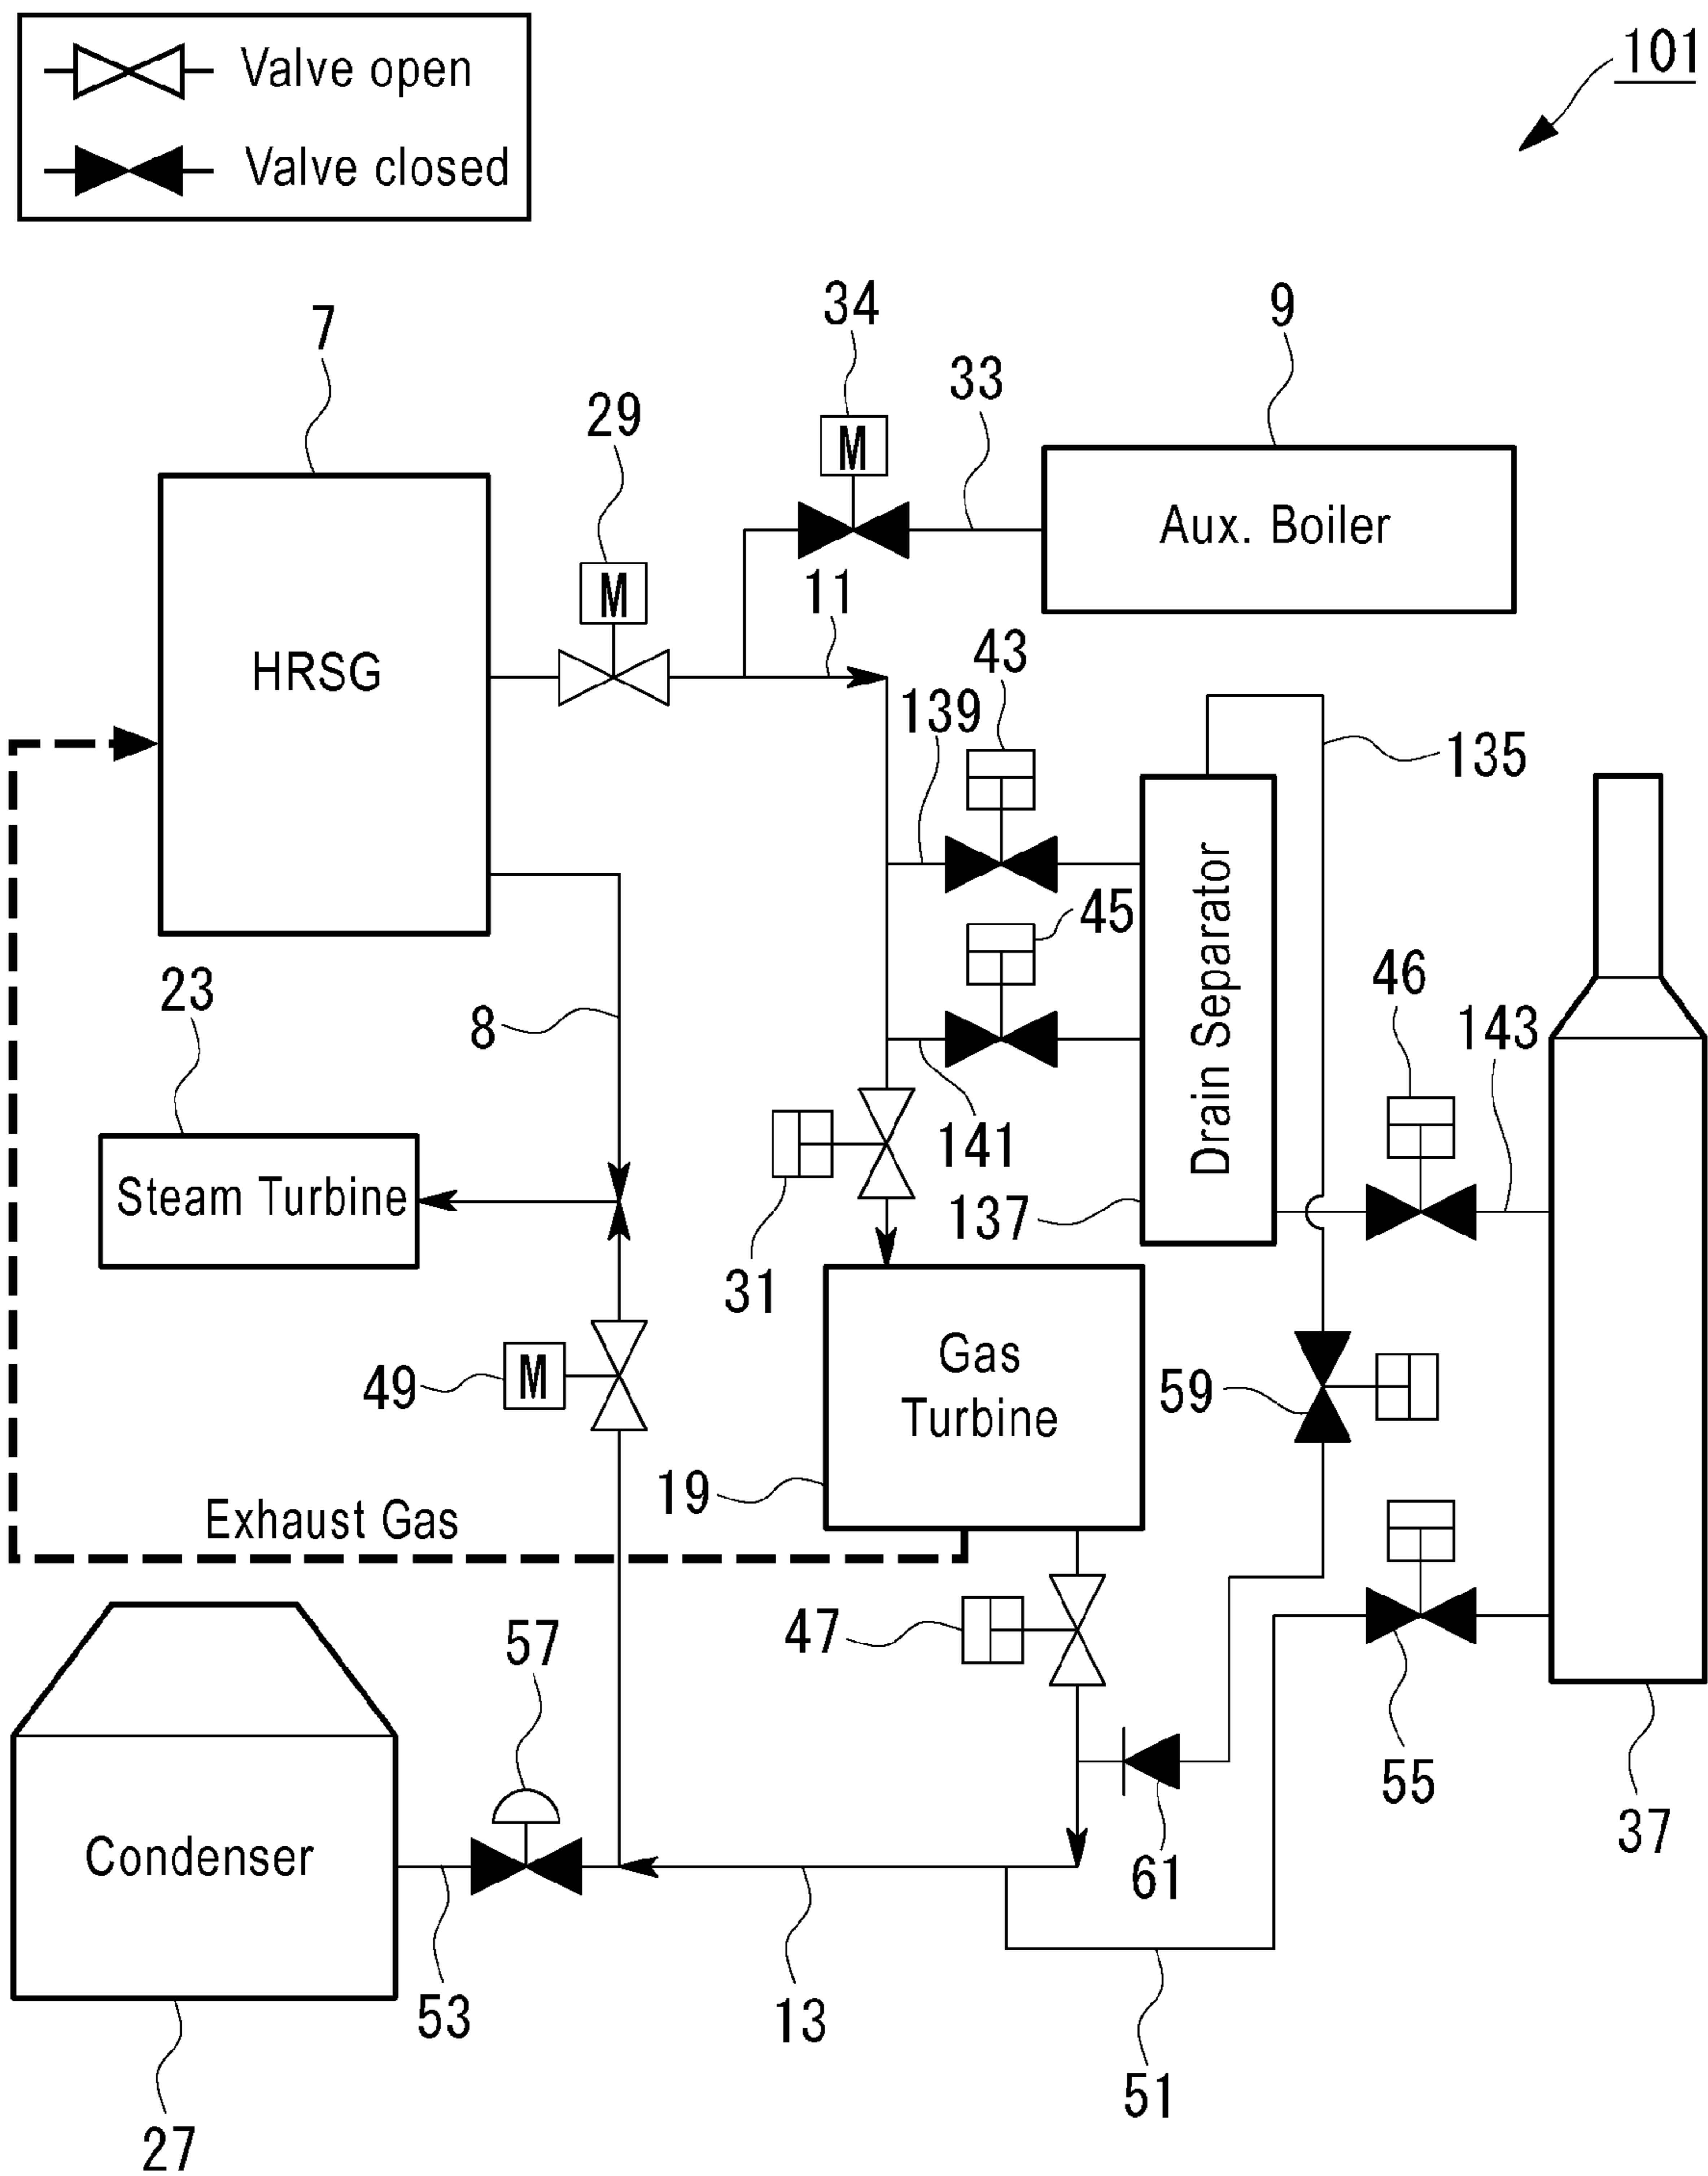 Valve open
Valve closed
101
34
9
7
33
29
M
Aux. Boiler
M
11
HRSG
43
139
135
45
Drain Separator
46
23
8
143
141
Steam Turbine
137
31
Gas
Turbine
49
M
59
19
Exhaust Gas
47
57
55
Condenser
61
37
53
13
51
27